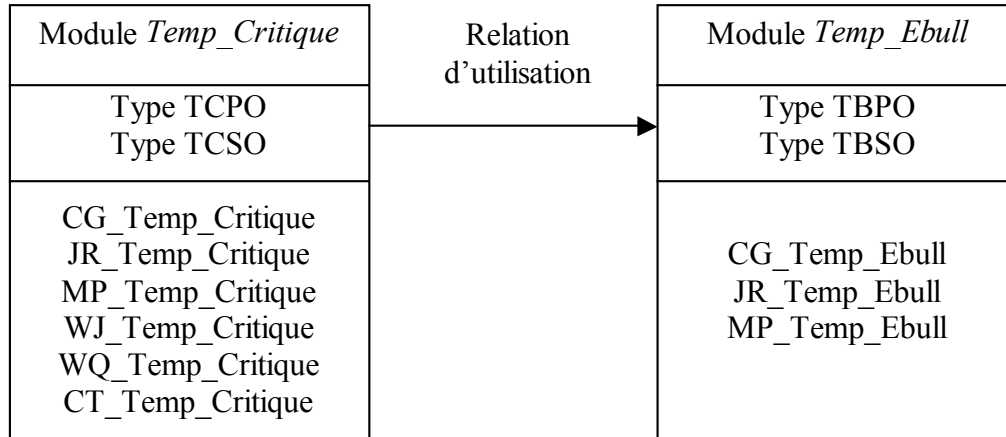 Module Temp_Critique
Type TCPO
Type TCSO
CG_Temp_Critique
JR_Temp_Critique
MP_Temp_Critique
WJ_Temp_Critique
WQ_Temp_Critique
CT_Temp_Critique
Relation
d’utilisation
Module Temp_Ebull
Type TBPO
Type TBSO
CG_Temp_Ebull
JR_Temp_Ebull
MP_Temp_Ebull